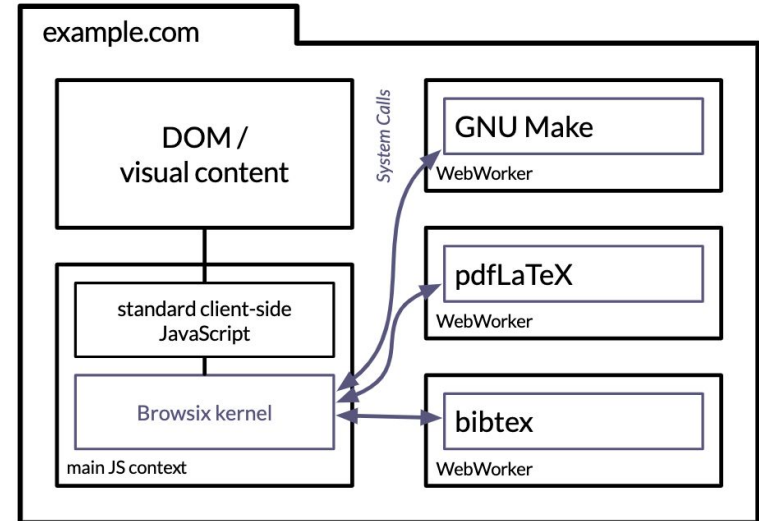 example.com
DOM /
visual content
standard client-side
JavaScript
Browsix kernel
main JS context
System Calls
GNU Make
WebWorker
pdfLaTeX
WebWorker
bibtex
WebWorker